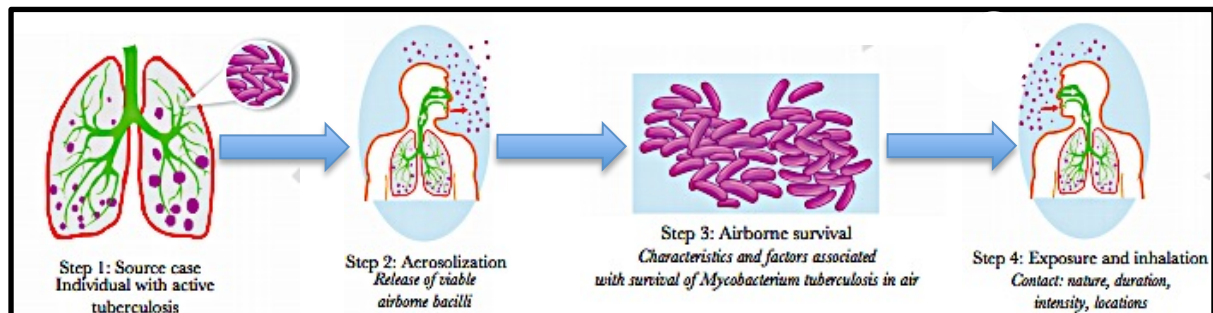 Step 1: Source case
Individual with active
tuberculosis
Step 2: Aerosolization
Release of viable
airborne bacilli
Step 3: Airborne survival
Characteristics and factors associated
with survival of Mycobacterium tuberculosis in air
Step 4: Exposure and inhalation
Contact: nature, duration,
intensity, locations